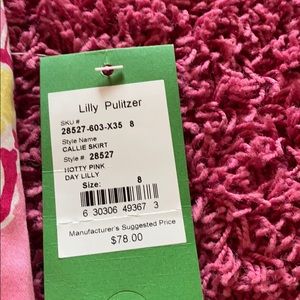 Lilly Pulitzer
SKU #
28527-603-X35 8
Style Name
CALLIE SKIRT
Style # 28527
HOTTY PINK
DAY LILLY
Size: 8
6 30306 49367 3
Manufacturer's Suggested Price
$78.00